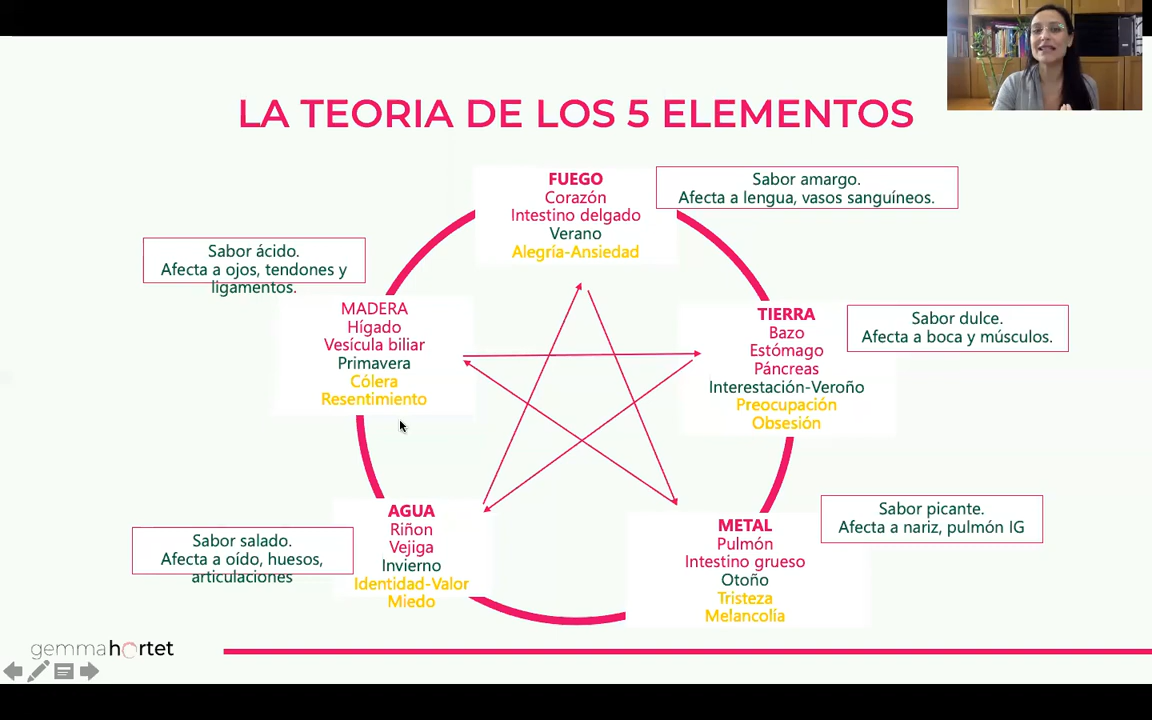 LA TEORIA DE LOS 5 ELEMENTOS
FUEGO
Corazón
Intestino delgado
Verano
Alegría-Ansiedad
Sabor amargo.
Afecta a lengua, vasos sanguíneos.
Sabor ácido.
Afecta a ojos, tendones y
ligamentos.
MADERA
Hígado
Vesícula biliar
Primavera
Cólera
Resentimiento
TIERRA
Bazo
Estómago
Páncreas
Interestación-Veroño
Preocupación
Obsesión
Sabor dulce.
Afecta a boca y músculos.
AGUA
Riñon
Vejiga
Invierno
Identidad-Valor
Miedo
Sabor salado.
Afecta a oído, huesos,
articulaciones
METAL
Pulmón
Intestino grueso
Otoño
Tristeza
Melancolía
Sabor picante.
Afecta a nariz, pulmón IG
gemmahortet